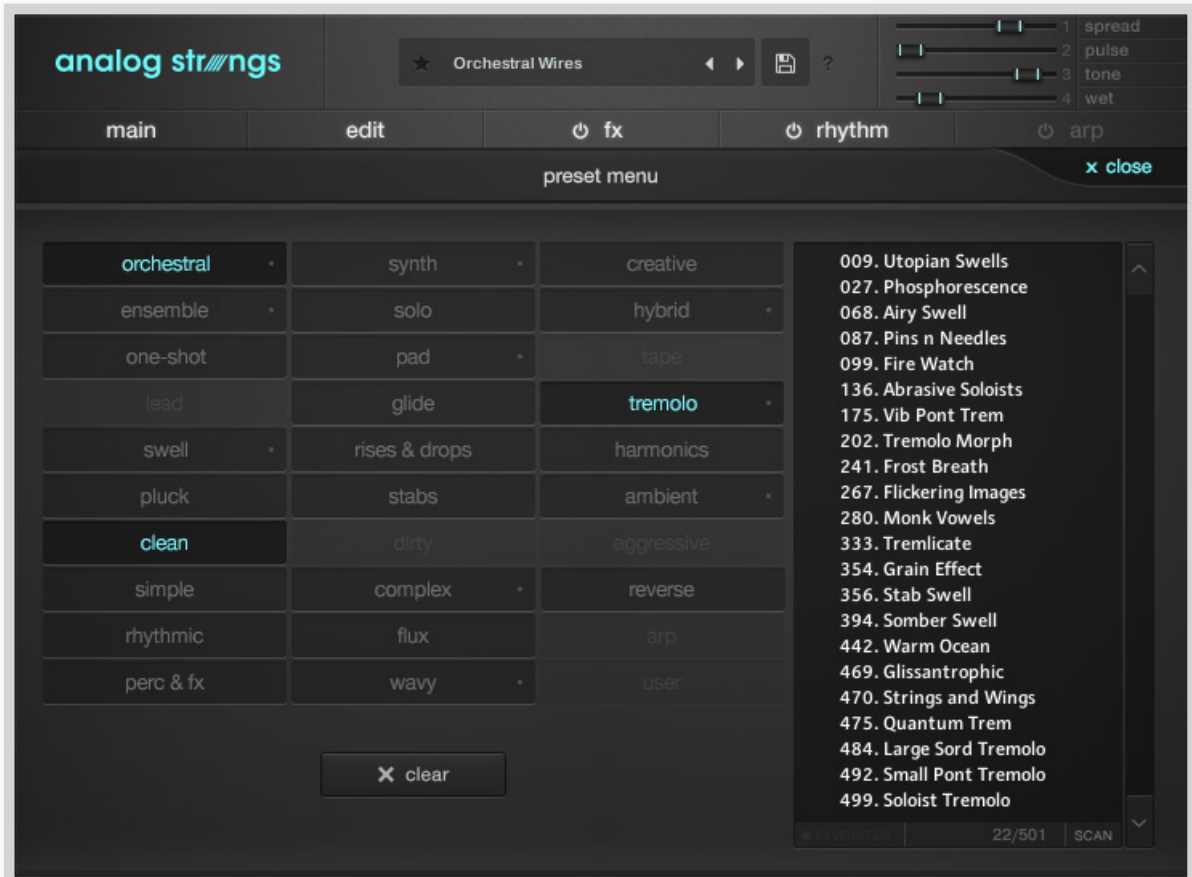 analog strings
Orchestral Wires
?
1 spread
2 pulse
3 tone
4 wet
main edit fx rhythm arp
preset menu
x close
orchestral synth creative
ensemble solo hybrid
one-shot pad tape
lead glide tremolo
swell rises & drops harmonics
pluck stabs ambient
clean dirty aggressive
simple complex reverse
rhythmic flux arp
perc & fx wavy user
X clear
009. Utopian Swells
027. Phosphorescence
068. Airy Swell
087. Pins n Needles
099. Fire Watch
136. Abrasive Soloists
175. Vib Pont Trem
202. Tremolo Morph
241. Frost Breath
267. Flickering Images
280. Monk Vowels
333. Tremlicate
354. Grain Effect
356. Stab Swell
394. Somber Swell
442. Warm Ocean
469. Glissantrophic
470. Strings and Wings
475. Quantum Trem
484. Large Sord Tremolo
492. Small Pont Tremolo
499. Soloist Tremolo
FAVORITES 22/501 SCAN